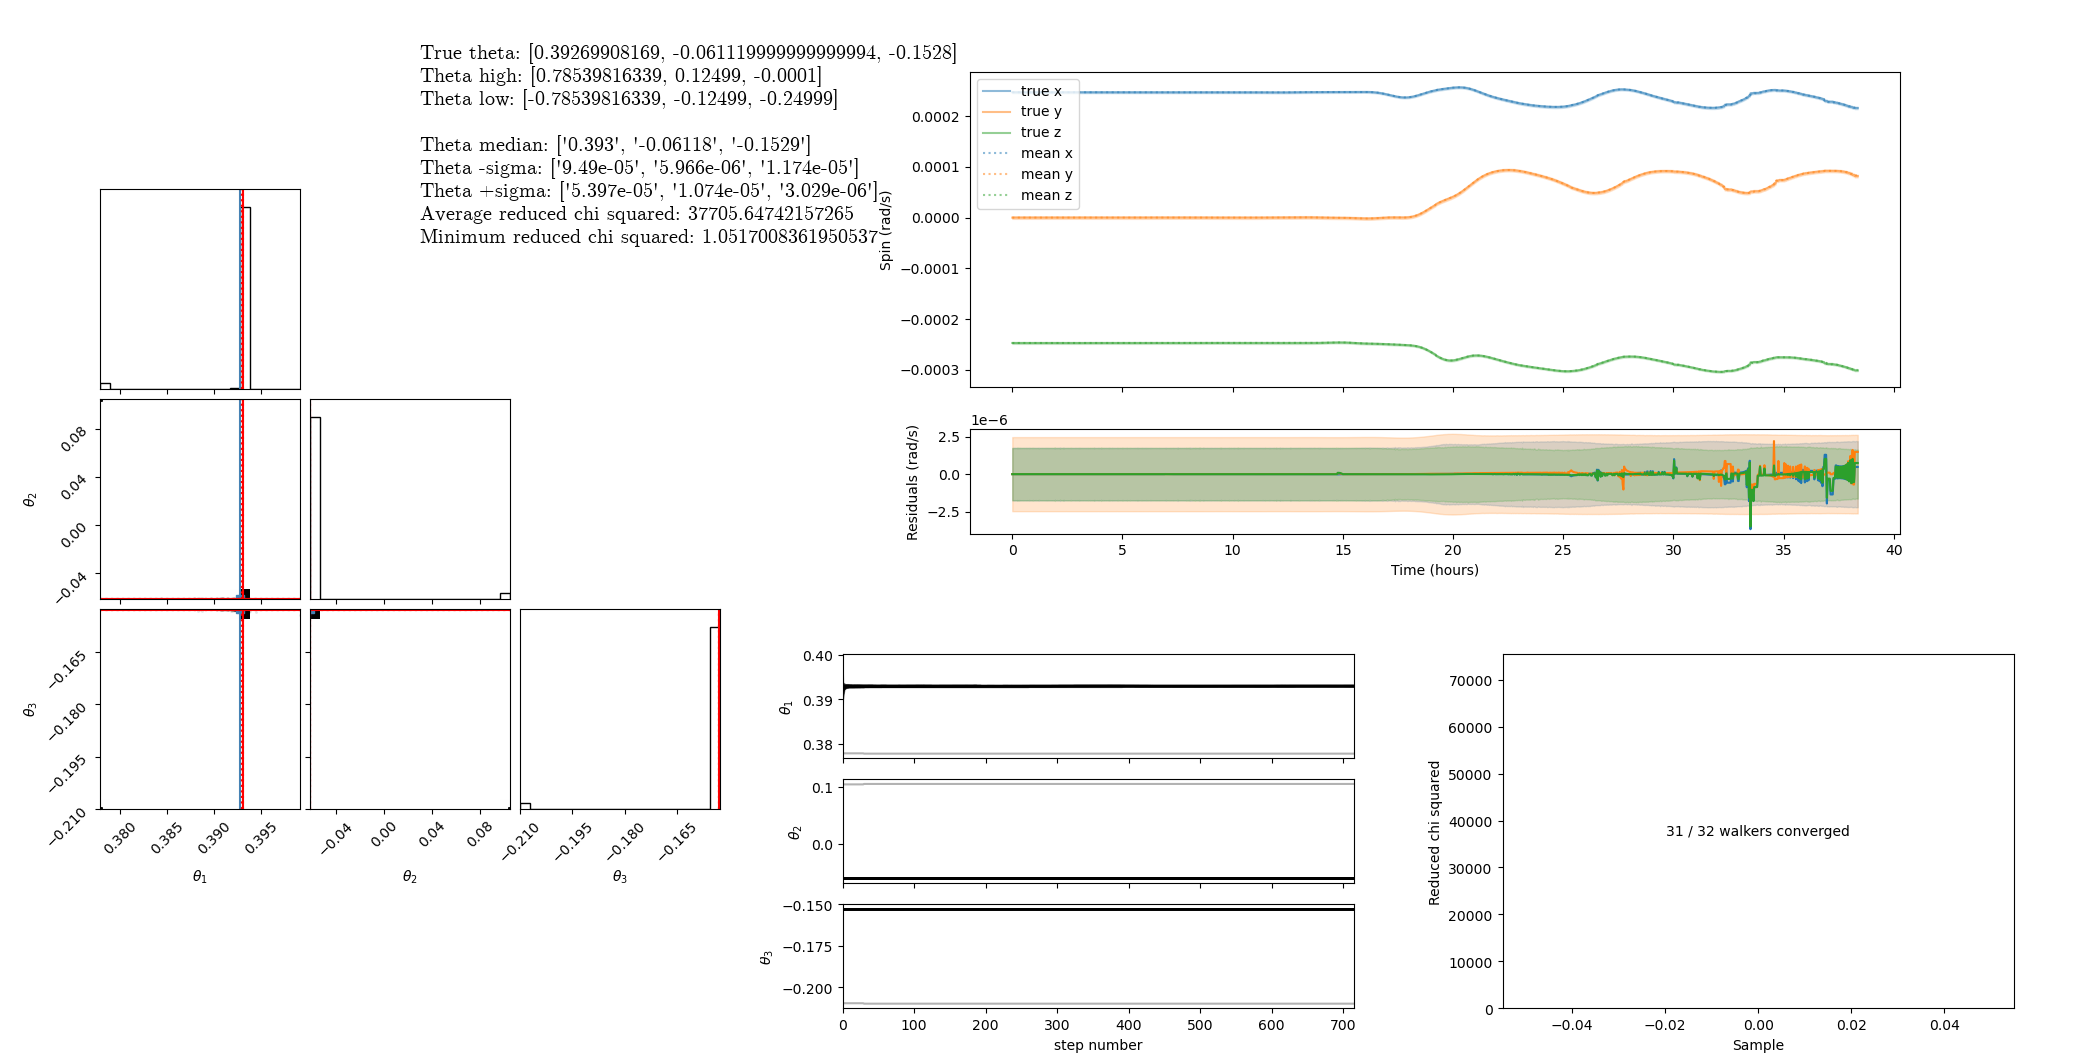 True theta: [0.39269908169, -0.061119999999999994, -0.1528]
Theta high: [0.78539816339, 0.12499, -0.0001]
Theta low: [-0.78539816339, -0.12499, -0.24999]
Theta median: ['0.393', '-0.06118', '-0.1529']
Theta -sigma: ['9.49e-05', '5.966e-06', '1.174e-05']
Theta +sigma: ['5.397e-05', '1.074e-05', '3.029e-06']
Average reduced chi squared: 37705.64742157265
Minimum reduced chi squared: 1.0517008361950537
true x
true y
true z
mean x
mean y
mean z
0.0002
0.0001
0.0000
−0.0001
−0.0002
−0.0003
Spin (rad/s)
1e−6
2.5
0.0
−2.5
Residuals (rad/s)
0 5 10 15 20 25 30 35 40
Time (hours)
0.08
0.04
0.00
−0.04
θ2
−0.165
−0.180
−0.195
−0.210
θ3
0.380 0.385 0.390 0.395
θ1
−0.04 0.00 0.04 0.08
θ2
−0.210 −0.195 −0.180 −0.165
θ3
0.40
0.39
0.38
θ1
0.1
0.0
θ2
−0.150
−0.175
−0.200
θ3
0 100 200 300 400 500 600 700
step number
70000
60000
50000
40000
30000
20000
10000
0
Reduced chi squared
31 / 32 walkers converged
−0.04 −0.02 0.00 0.02 0.04
Sample